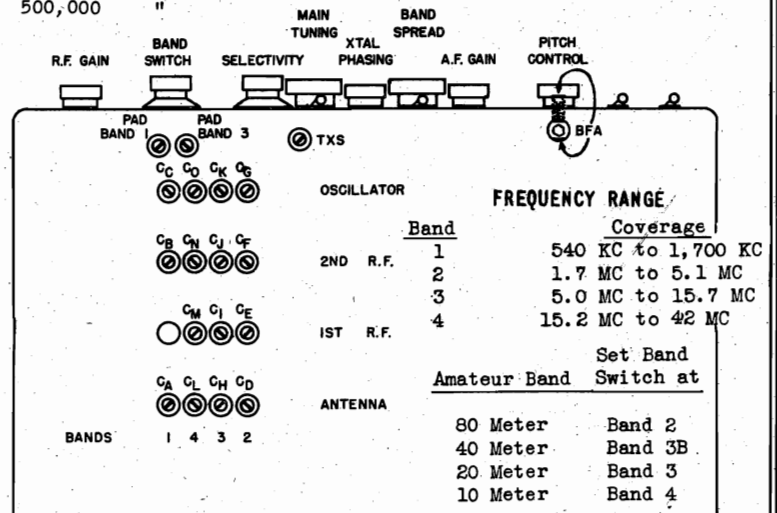 500,000 "
MAIN TUNING
BAND SPREAD
R.F. GAIN
BAND SWITCH
SELECTIVITY
XTAL PHASING
A.F. GAIN
PITCH CONTROL
PAD BAND 1
PAD BAND 3
TXS
BFA
CC CO CK CG
OSCILLATOR
CB CN CJ CF
2ND R.F.
CM CI CE
IST R.F.
CA CL CH CD
ANTENNA
BANDS 1 4 3 2
FREQUENCY RANGE
Band Coverage
1 540 KC to 1,700 KC
2 1.7 MC to 5.1 MC
3 5.0 MC to 15.7 MC
4 15.2 MC to 42 MC
Amateur Band Set Band Switch at
80 Meter Band 2
40 Meter Band 3B
20 Meter Band 3
10 Meter Band 4